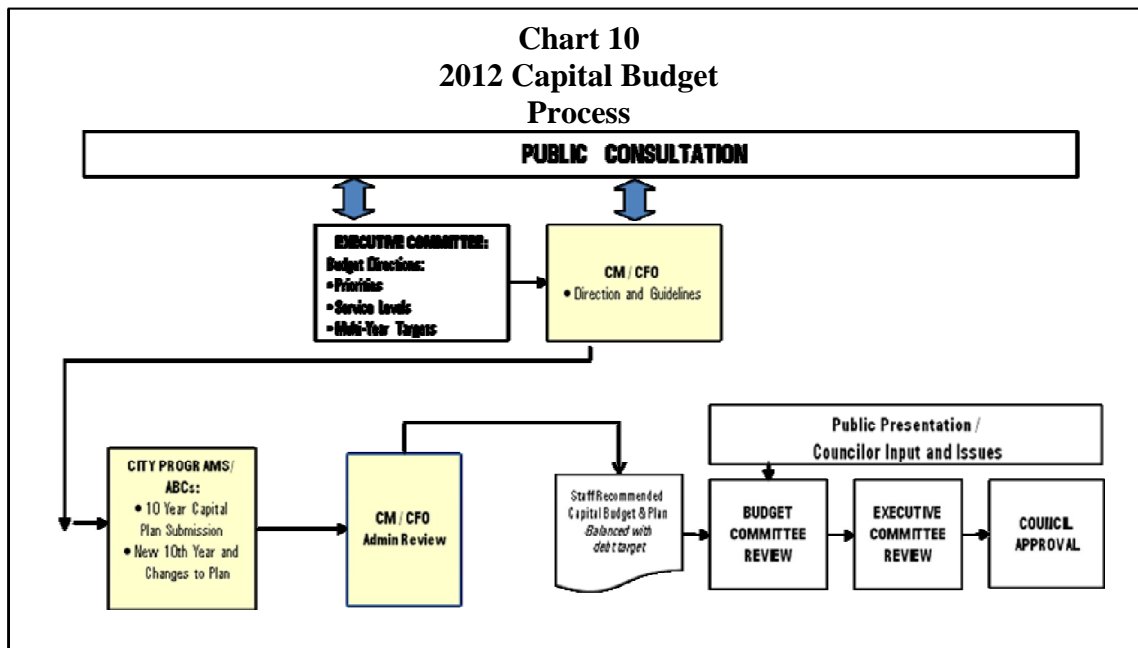 Chart 10
2012 Capital Budget
Process
PUBLIC CONSULTATION
EXECUTIVE COMMITTEE:
Budget Directions:
• Priorities
• Service Levels
• Multi-Year Targets
CM / CFO
• Direction and Guidelines
CITY PROGRAMS/
ABCs:
• 10 Year Capital
Plan Submission
• New 10th Year and
Changes to Plan
CM / CFO
Admin Review
Staff Recommended
Capital Budget & Plan
Balanced with
debt target
Public Presentation /
Councilor Input and Issues
BUDGET
COMMITTEE
REVIEW
EXECUTIVE
COMMITTEE
REVIEW
COUNCIL
APPROVAL